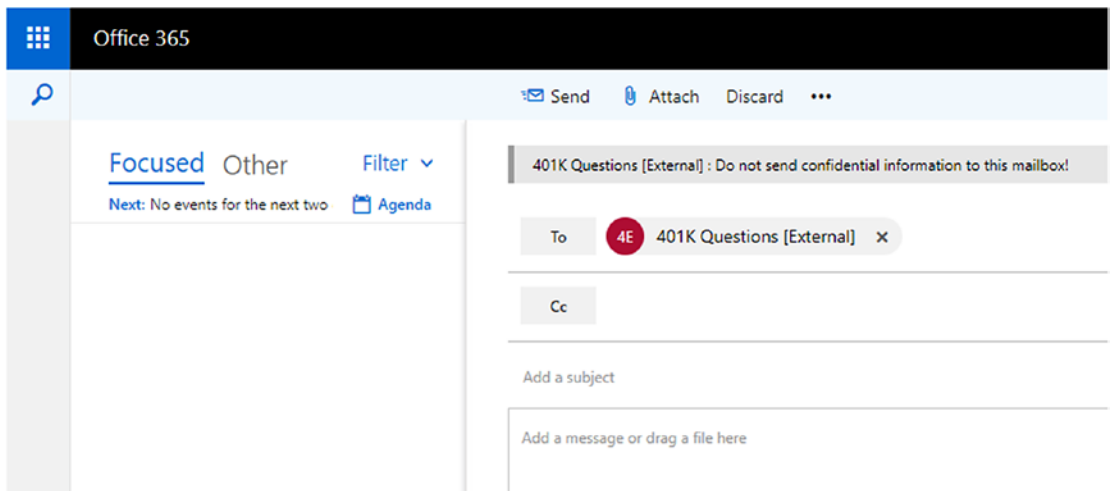 Office 365
Send Attach Discard •••
Focused Other Filter
Next: No events for the next two Agenda
401K Questions [External] : Do not send confidential information to this mailbox!
To 4E 401K Questions [External] ×
Cc
Add a subject
Add a message or drag a file here